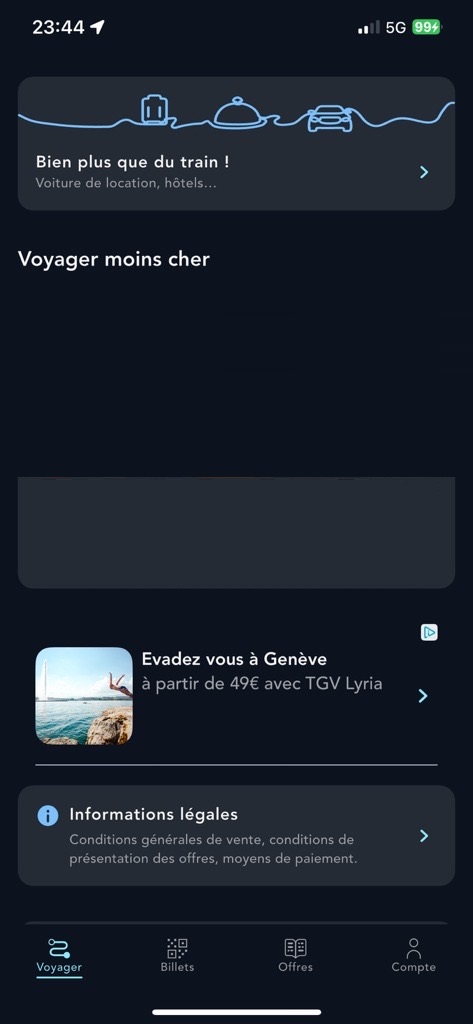 23:44
5G
99
Bien plus que du train !
Voiture de location, hôtels...
Voyager moins cher
Evadez vous à Genève
à partir de 49€ avec TGV Lyria
Informations légales
Conditions générales de vente, conditions de
présentation des offres, moyens de paiement.
Voyager
Billets
Offres
Compte